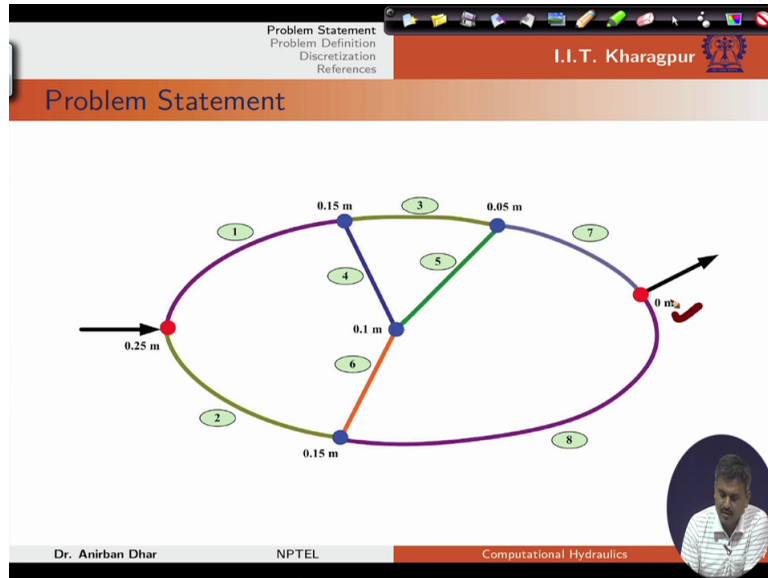 Problem Statement
Problem Definition
Discretization
References
I.I.T. Kharagpur
Problem Statement
0.15 m
3
0.05 m
1
7
5
4
0 m
0.1 m
0.25 m
6
2
8
0.15 m
Dr. Anirban Dhar
NPTEL
Computational Hydraulics